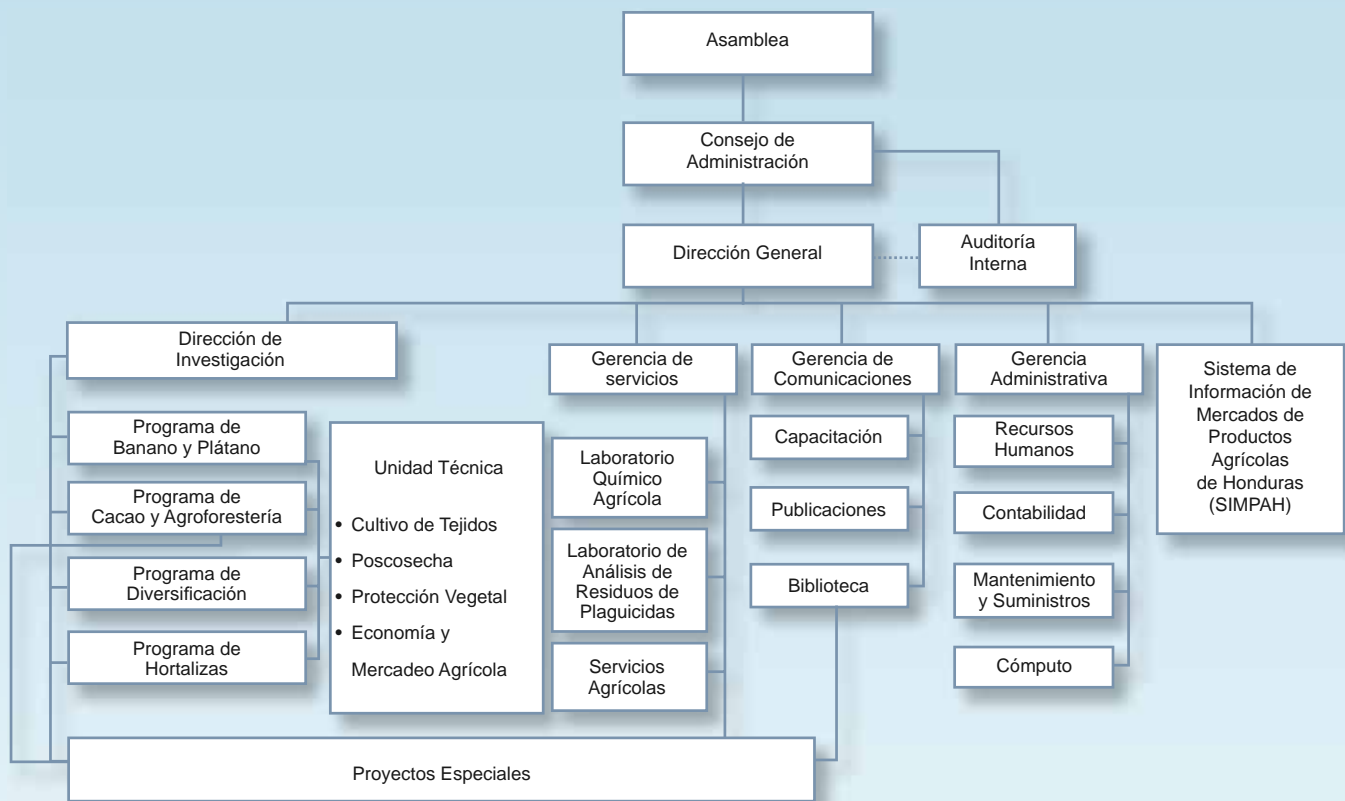 Asamblea
Consejo de
Administración
Dirección General
Auditoría
Interna
Dirección de
Investigación
Programa de
Banano y Plátano
Programa de
Cacao y Agroforestería
Programa de
Diversificación
Programa de
Hortalizas
Unidad Técnica
• Cultivo de Tejidos
• Poscosecha
• Protección Vegetal
• Economía y
Mercadeo Agrícola
Gerencia de
servicios
Laboratorio
Químico
Agrícola
Laboratorio de
Análisis de
Residuos de
Plaguicidas
Servicios
Agrícolas
Gerencia de
Comunicaciones
Capacitación
Publicaciones
Biblioteca
Gerencia
Administrativa
Recursos
Humanos
Contabilidad
Mantenimiento
y Suministros
Cómputo
Sistema de
Información de
Mercados de
Productos
Agrícolas
de Honduras
(SIMPAH)
Proyectos Especiales